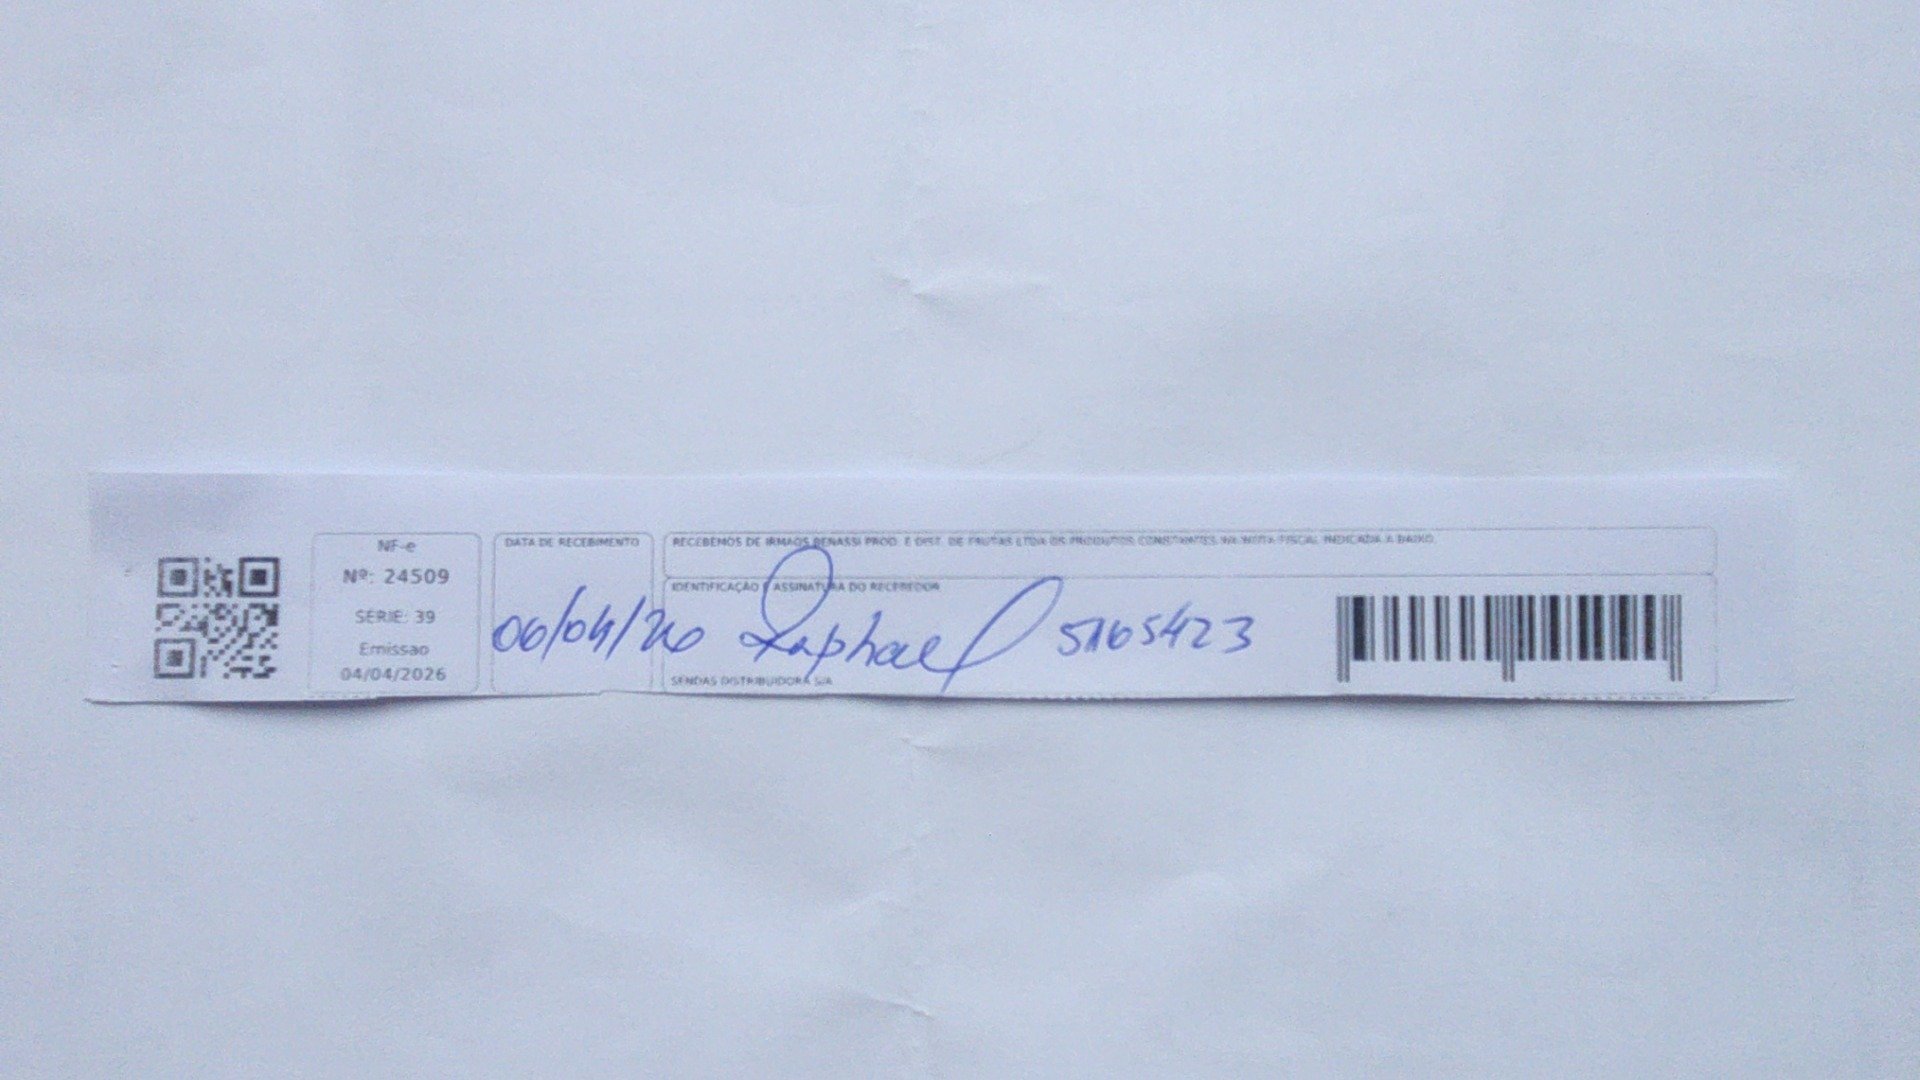 NF-e
Nº: 24509
SÉRIE: 39
Emissao
04/04/2026
DATA DE RECEBIMENTO
06/04/26
RECEBEMOS DE IRMAOS BENASSI PROD. E DIST. DE FRUTAS LTDA OS PRODUTOS CONSTANTES NA NOTA FISCAL INDICADA A BAIXO.
IDENTIFICAÇÃO E ASSINATURA DO RECEBEDOR
Raphael 5165423
SENDAS DISTRIBUIDORA S/A